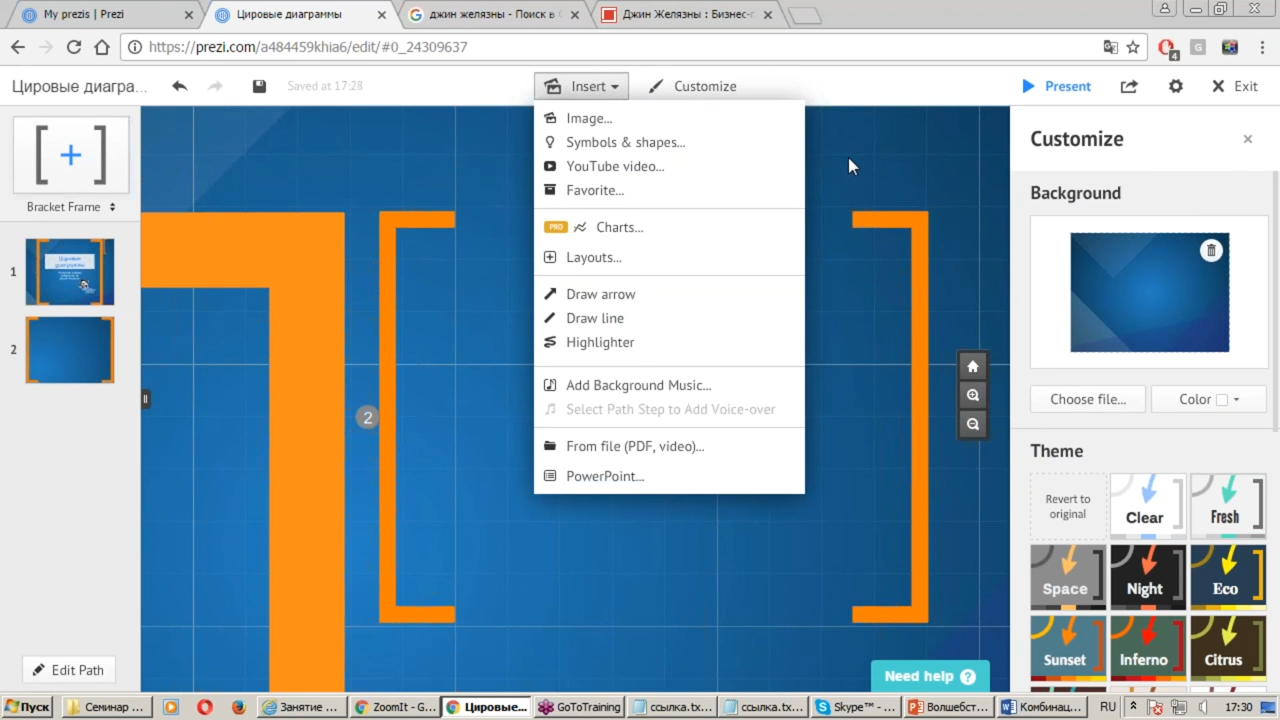 My prezis | Prezi
Цировые диаграммы
джин желязны - Поиск в
Джин Желязны : Бизнес-
https://prezi.com/a484459khia6/edit/#0_24309637
4
G
Цировые диагра...
Saved at 17:28
Insert
Customize
Present
Exit
Image...
Symbols & shapes...
YouTube video...
Favorite...
PRO Charts...
Layouts...
Draw arrow
Draw line
Highlighter
Add Background Music...
Select Path Step to Add Voice-over
From file (PDF, video)...
PowerPoint...
Bracket Frame
1
Цировые
диаграммы
2
2
Edit Path
Customize
Background
Choose file...
Color
Theme
Revert to
original
Clear
Fresh
Space
Night
Eco
Sunset
Inferno
Citrus
Need help ?
Пуск
Семинар ...
Занятие ...
ZoomIt - G...
Цировые...
GoToTraining
ссылка.tx...
ссылка.tx...
Skype™ - ...
Волшебст...
Комбинац...
RU
17:30